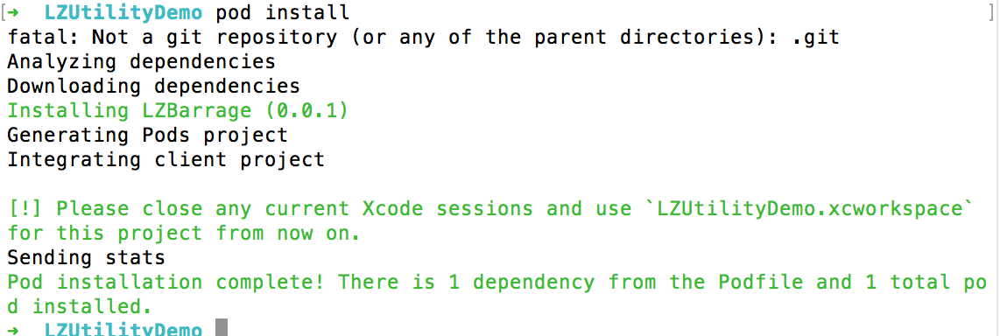 [➜  LZUtilityDemo pod install ]
fatal: Not a git repository (or any of the parent directories): .git
Analyzing dependencies
Downloading dependencies
Installing LZBarrage (0.0.1)
Generating Pods project
Integrating client project
[!] Please close any current Xcode sessions and use `LZUtilityDemo.xcworkspace`
for this project from now on.
Sending stats
Pod installation complete! There is 1 dependency from the Podfile and 1 total po
d installed.
➜  LZUtilityDemo